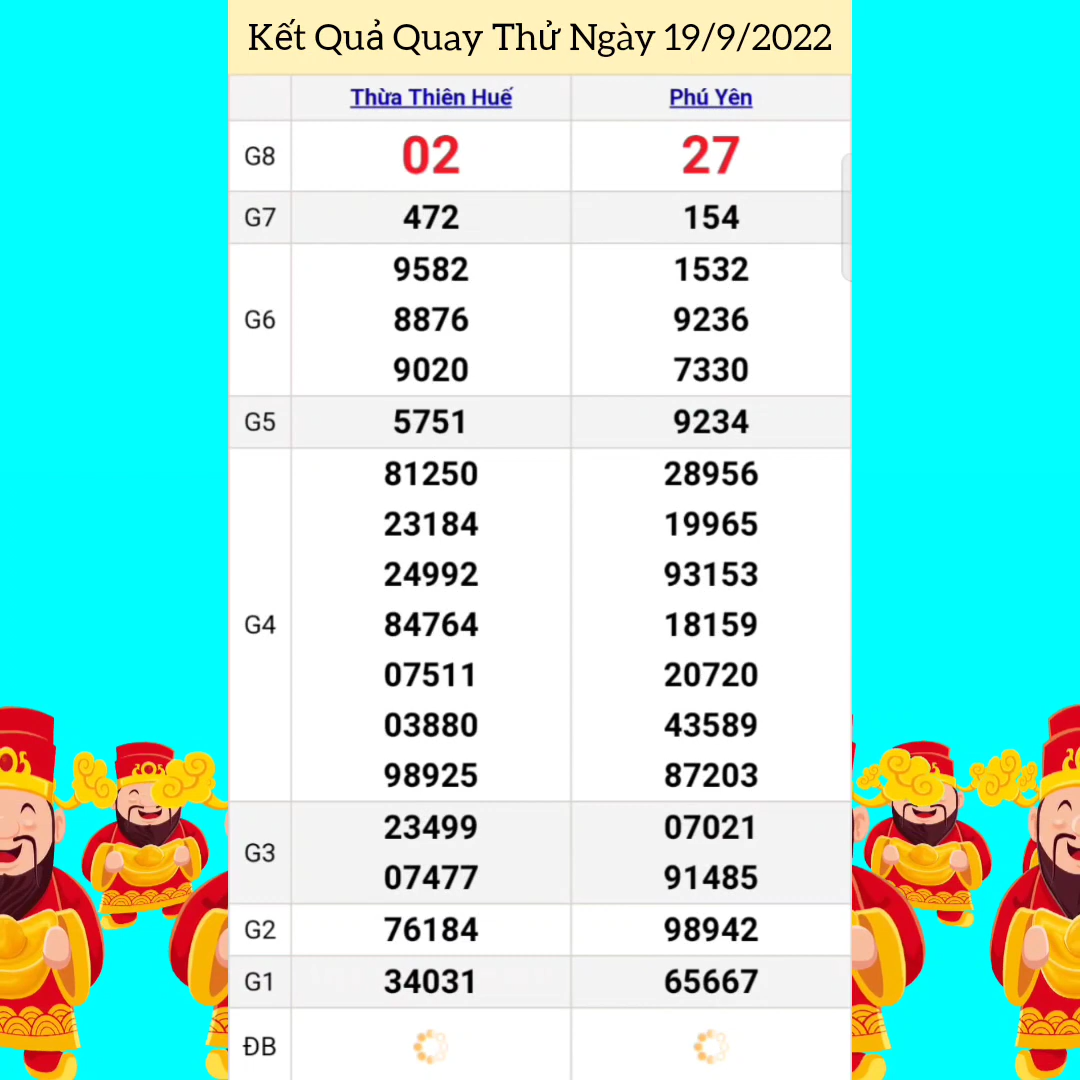 Kết Quả Quay Thử Ngày 19/9/2022
Thừa Thiên Huế Phú Yên
G8 02 27
G7 472 154
9582 1532
G6 8876 9236
9020 7330
G5 5751 9234
81250 28956
23184 19965
24992 93153
G4 84764 18159
07511 20720
03880 43589
98925 87203
G3 23499 07021
07477 91485
G2 76184 98942
G1 34031 65667
ĐB